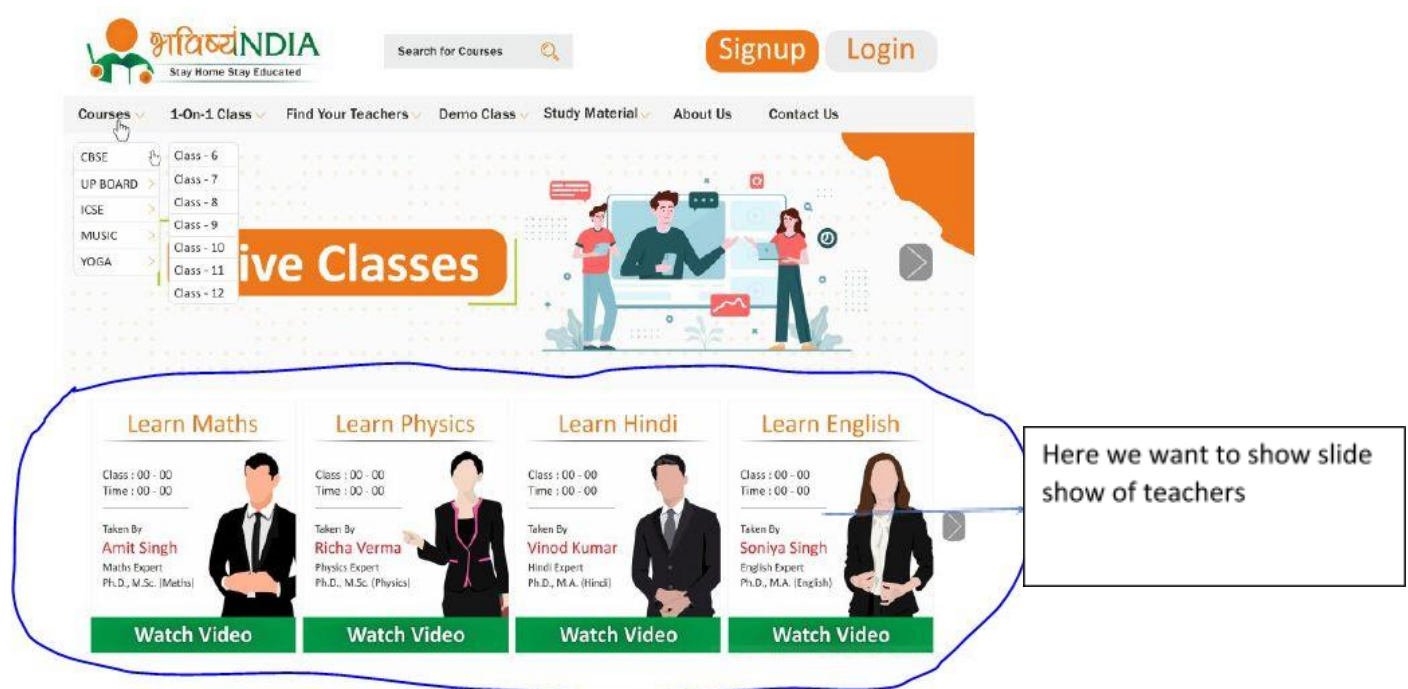 भविष्यंINDIA
Stay Home Stay Educated
Search for Courses
Signup
Login
Courses
1-On-1 Class
Find Your Teachers
Demo Class
Study Material
About Us
Contact Us
CBSE
UP BOARD
ICSE
MUSIC
YOGA
Class - 6
Class - 7
Class - 8
Class - 9
Class - 10
Class - 11
Class - 12
ive Classes
Learn Maths
Class : 00 - 00
Time : 00 - 00
Taken By
Amit Singh
Maths Expert
Ph.D., M.Sc. (Maths)
Watch Video
Learn Physics
Class : 00 - 00
Time : 00 - 00
Taken By
Richa Verma
Physics Expert
Ph.D., M.Sc. (Physics)
Watch Video
Learn Hindi
Class : 00 - 00
Time : 00 - 00
Taken By
Vinod Kumar
Hindi Expert
Ph.D., M.A. (Hindi)
Watch Video
Learn English
Class : 00 - 00
Time : 00 - 00
Taken By
Soniya Singh
English Expert
Ph.D., M.A. (English)
Watch Video
Here we want to show slide
show of teachers